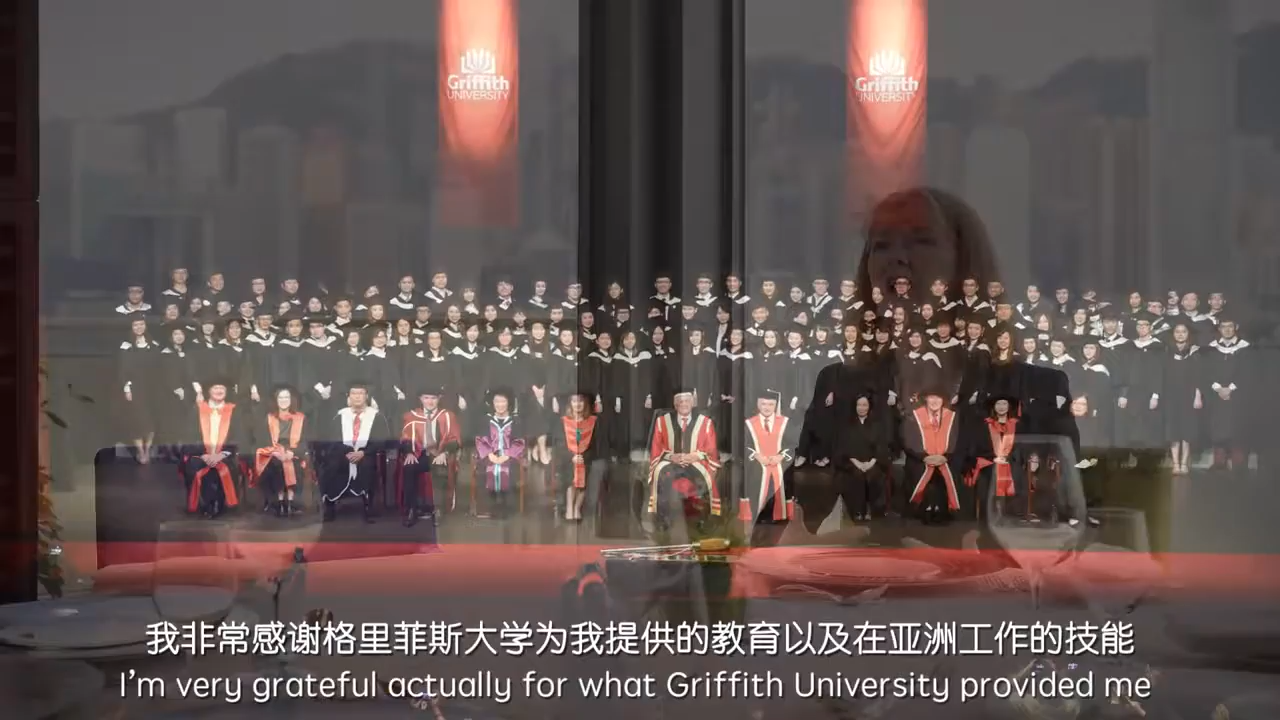 Griffith
UNIVERSITY
Griffith
UNIVERSITY
我非常感谢格里菲斯大学为我提供的教育以及在亚洲工作的技能
I'm very grateful actually for what Griffith University provided me